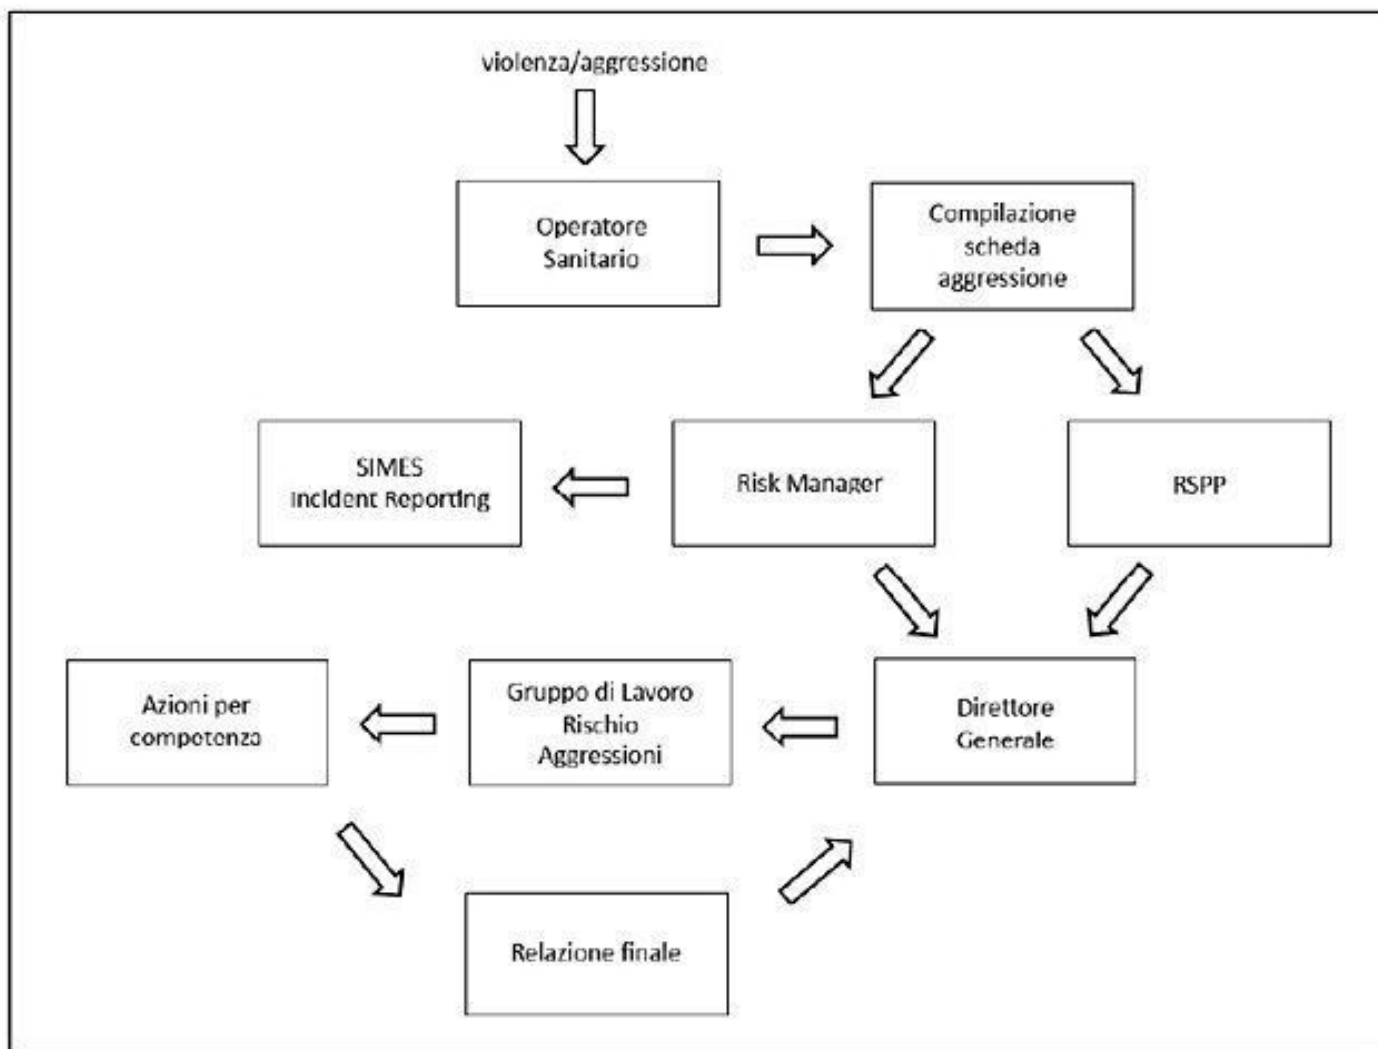 violenza/aggressione
Operatore
Sanitario
Compilazione
scheda
aggressione
SIMES
Incident Reporting
Risk Manager
RSPP
Azioni per
competenza
Gruppo di Lavoro
Rischio
Aggressioni
Direttore
Generale
Relazione finale